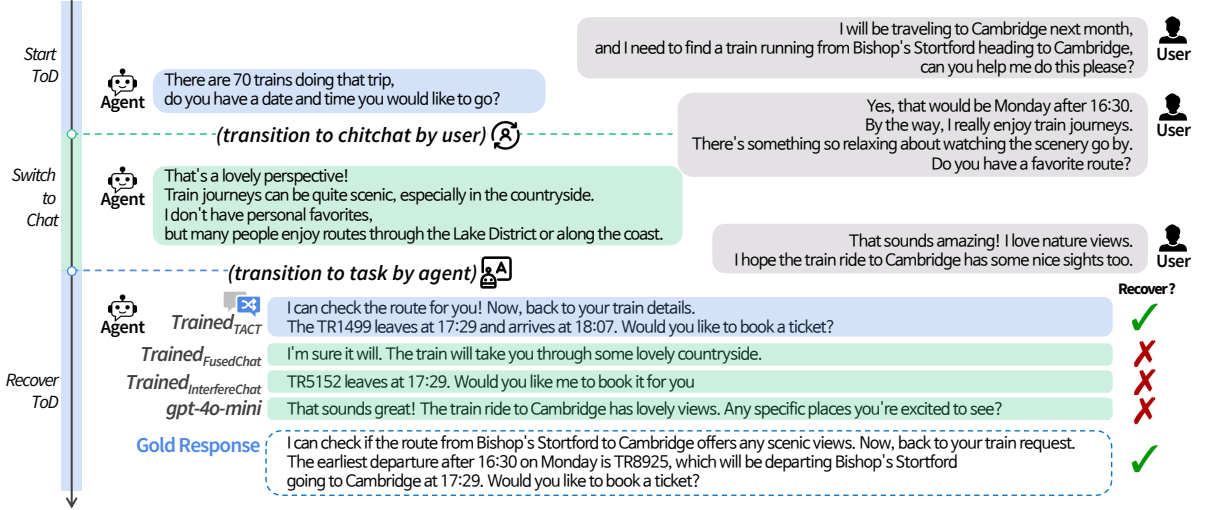 I will be traveling to Cambridge next month,
and I need to find a train running from Bishop's Stortford heading to Cambridge,
can you help me do this please?
User
Start
ToD
Agent
There are 70 trains doing that trip,
do you have a date and time you would like to go?
Yes, that would be Monday after 16:30.
By the way, I really enjoy train journeys.
There's something so relaxing about watching the scenery go by.
Do you have a favorite route?
User
(transition to chitchat by user)
Switch
to
Chat
Agent
That's a lovely perspective!
Train journeys can be quite scenic, especially in the countryside.
I don't have personal favorites,
but many people enjoy routes through the Lake District or along the coast.
That sounds amazing! I love nature views.
I hope the train ride to Cambridge has some nice sights too.
User
(transition to task by agent)
A
Recover?
Recover
ToD
Agent
Trained TACT
I can check the route for you! Now, back to your train details.
The TR1499 leaves at 17:29 and arrives at 18:07. Would you like to book a ticket?
✓
Trained FusedChat
I'm sure it will. The train will take you through some lovely countryside.
✗
Trained InterfereChat
TR5152 leaves at 17:29. Would you like me to book it for you
✗
gpt-4o-mini
That sounds great! The train ride to Cambridge has lovely views. Any specific places you're excited to see?
✗
Gold Response
I can check if the route from Bishop's Stortford to Cambridge offers any scenic views. Now, back to your train request.
The earliest departure after 16:30 on Monday is TR8925, which will be departing Bishop's Stortford
going to Cambridge at 17:29. Would you like to book a ticket?
✓